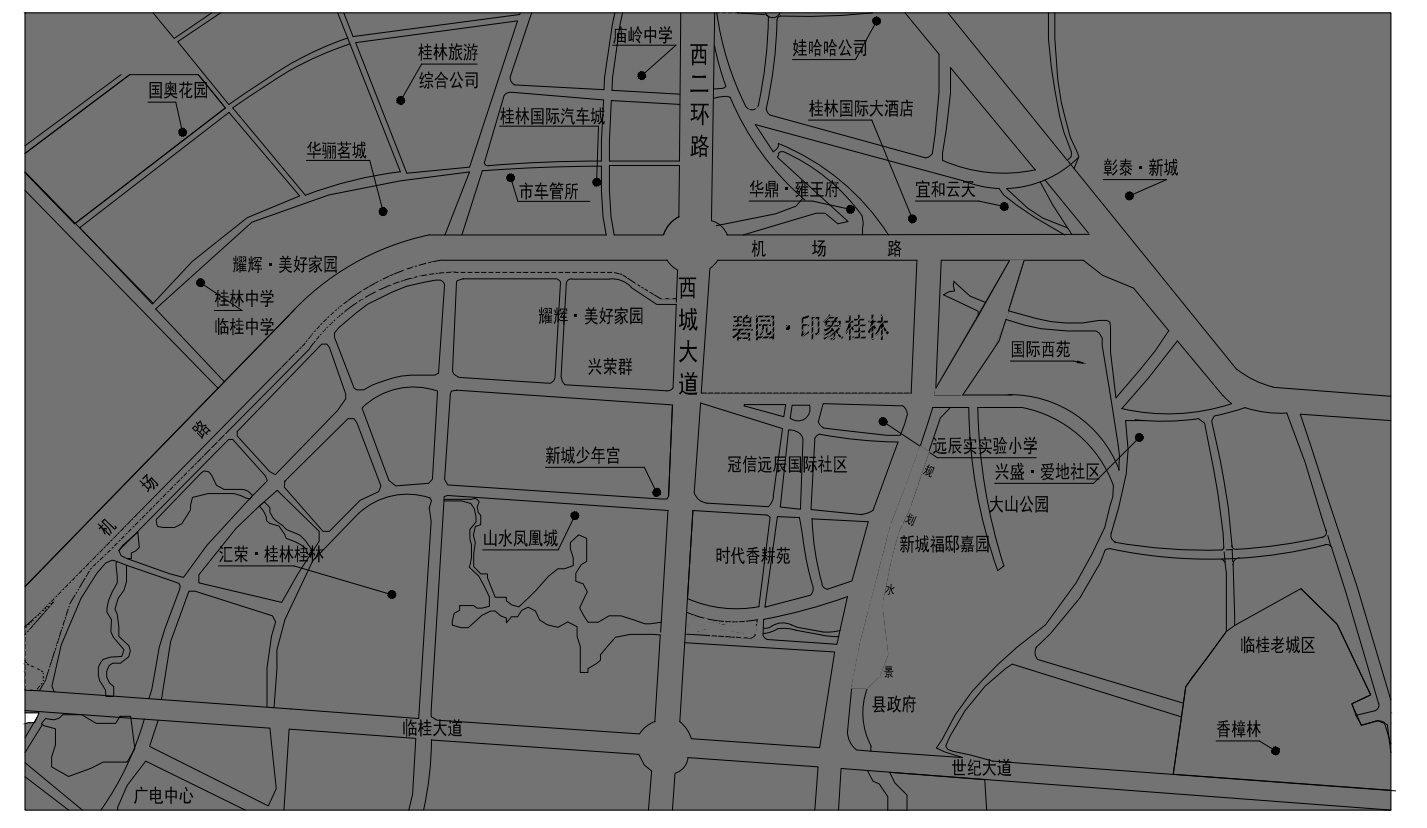 庙岭中学
西二环路
娃哈哈公司
桂林旅游
综合公司
国奥花园
桂林国际汽车城
桂林国际大酒店
华骊茗城
彰泰·新城
市车管所
华鼎·雍王府
宜和云天
机场路
耀辉·美好家园
桂林中学
临桂中学
西城大道
耀辉·美好家园
碧园·印象桂林
国际西苑
兴荣群
机场路
新城少年宫
冠信远辰国际社区
远辰实实验小学
兴盛·爱地社区
大山公园
规划水景
山水凤凰城
时代香耕苑
新城福邸嘉园
汇荣·桂林桂林
临桂老城区
县政府
临桂大道
香樟林
世纪大道
广电中心